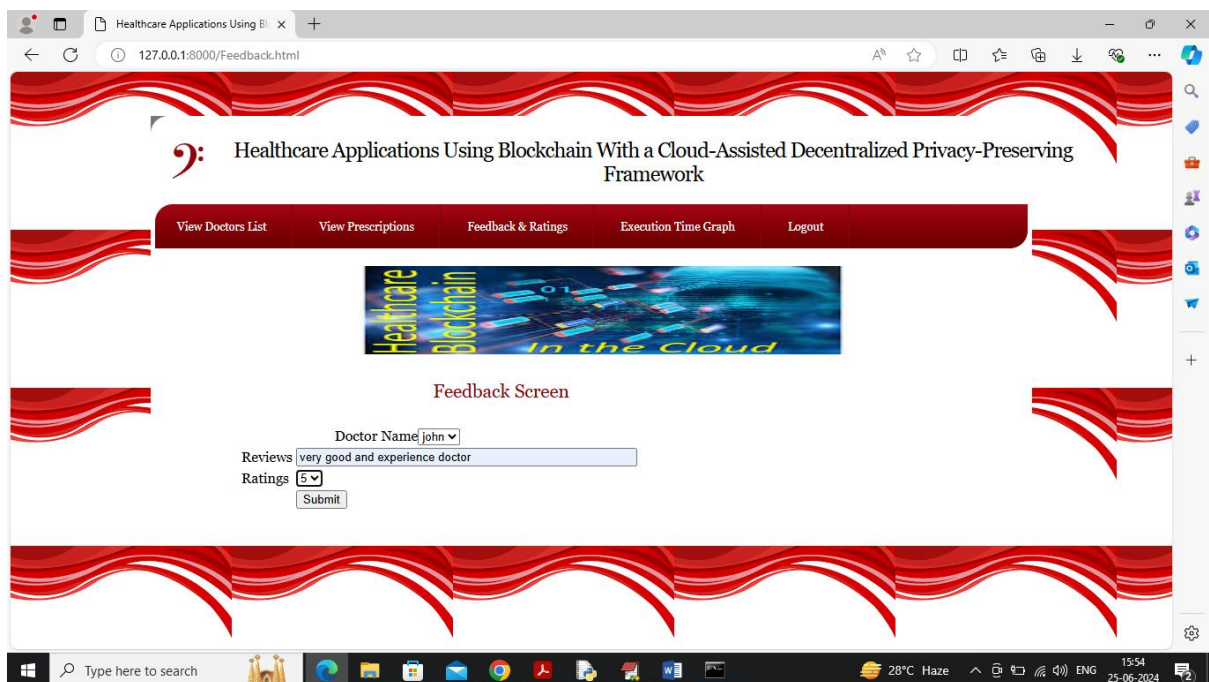 Healthcare Applications Using Bl
127.0.0.1:8000/Feedback.html
Healthcare Applications Using Blockchain With a Cloud-Assisted Decentralized Privacy-Preserving
Framework
View Doctors List View Prescriptions Feedback & Ratings Execution Time Graph Logout
Healthcare
Blockchain
01
In the Cloud
Feedback Screen
Doctor Name john
Reviews very good and experience doctor
Ratings 5
Submit
Type here to search 28°C Haze ENG 15:54
25-06-2024
2